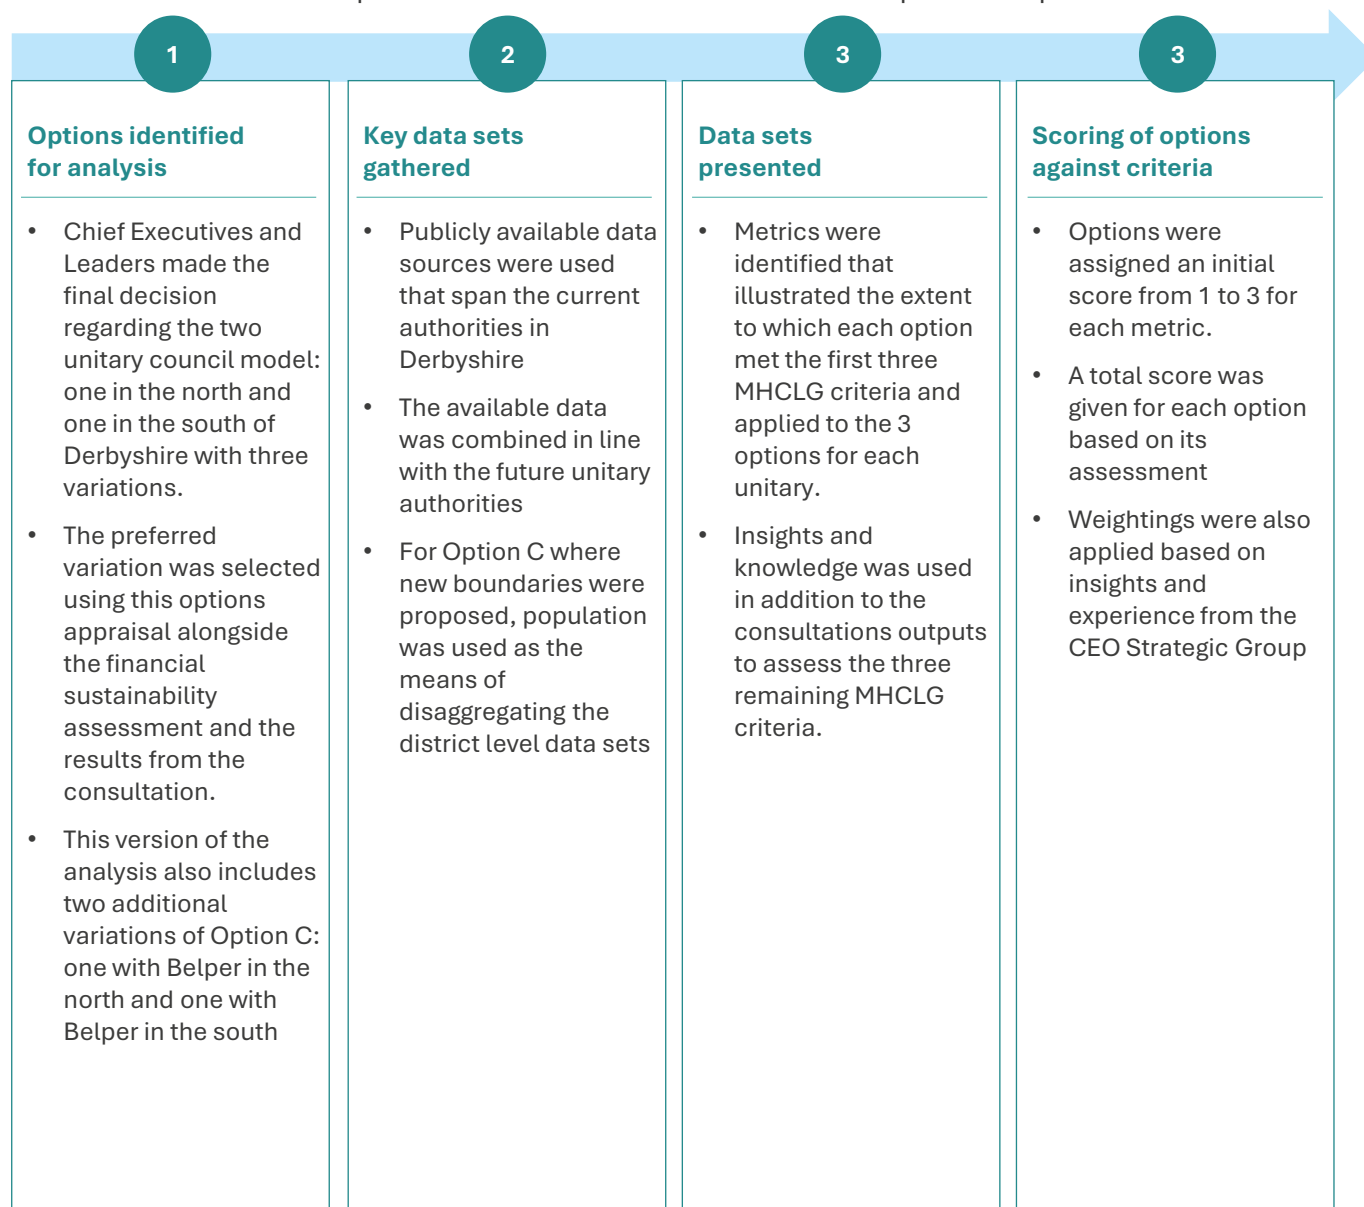 1
Options identified
for analysis
• Chief Executives and
Leaders made the
final decision
regarding the two
unitary council model:
one in the north and
one in the south of
Derbyshire with three
variations.
• The preferred
variation was selected
using this options
appraisal alongside
the financial
sustainability
assessment and the
results from the
consultation.
• This version of the
analysis also includes
two additional
variations of Option C:
one with Belper in the
north and one with
Belper in the south
2
Key data sets
gathered
• Publicly available data
sources were used
that span the current
authorities in
Derbyshire
• The available data
was combined in line
with the future unitary
authorities
• For Option C where
new boundaries were
proposed, population
was used as the
means of
disaggregating the
district level data sets
3
Data sets
presented
• Metrics were
identified that
illustrated the extent
to which each option
met the first three
MHCLG criteria and
applied to the 3
options for each
unitary.
• Insights and
knowledge was used
in addition to the
consultations outputs
to assess the three
remaining MHCLG
criteria.
3
Scoring of options
against criteria
• Options were
assigned an initial
score from 1 to 3 for
each metric.
• A total score was
given for each option
based on its
assessment
• Weightings were also
applied based on
insights and
experience from the
CEO Strategic Group